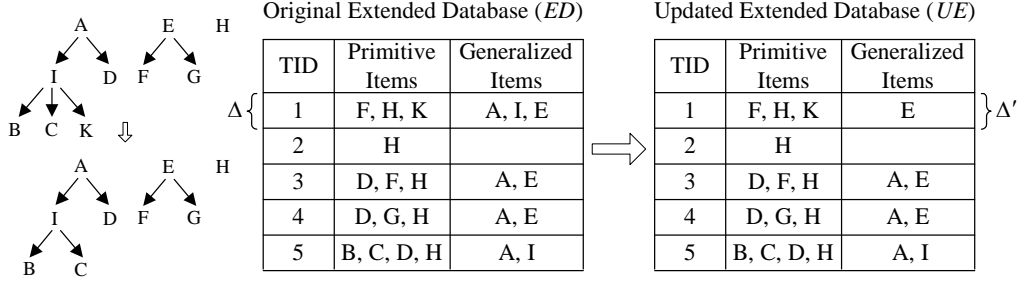 Original Extended Database (ED)
Updated Extended Database (UE)
A E H
I D F G
B C K
A E H
I D F G
B C
TID Primitive Items Generalized Items
Δ { 1 F, H, K A, I, E
2 H
3 D, F, H A, E
4 D, G, H A, E
5 B, C, D, H A, I
TID Primitive Items Generalized Items
1 F, H, K E } Δ′
2 H
3 D, F, H A, E
4 D, G, H A, E
5 B, C, D, H A, I